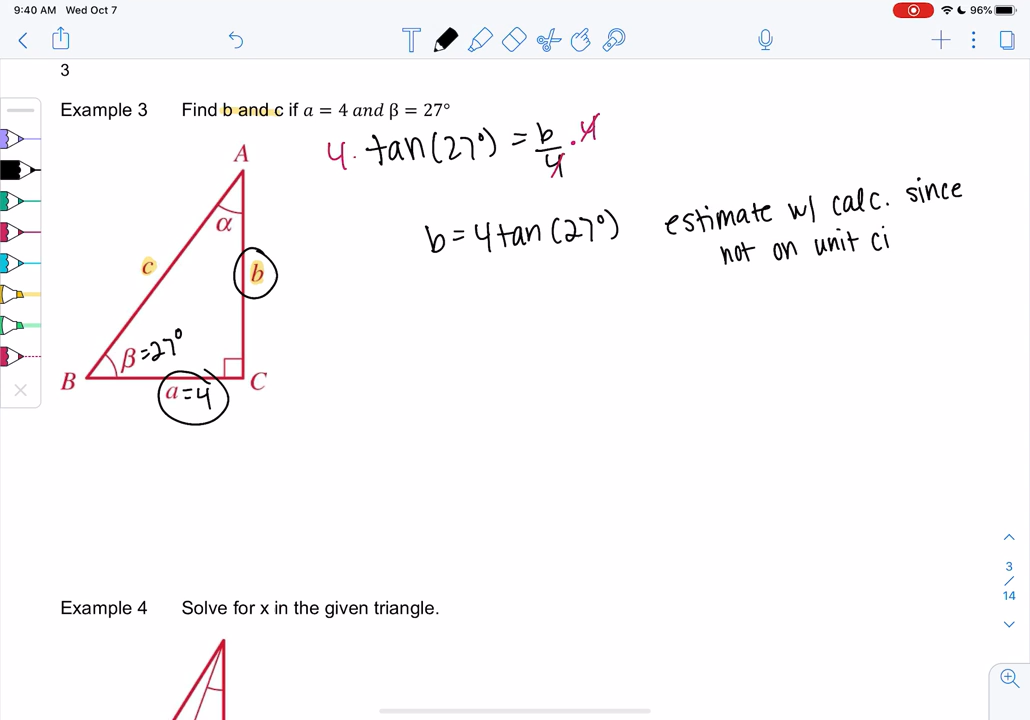 9:40 AM Wed Oct 7
96%
T
3
Example 3 Find b and c if a = 4 and β = 27°
4. tan(27°) = b/4 . 4
b = 4 tan(27°)
estimate w/ calc. since
not on unit ci
A
α
c
b
β = 27°
B
a = 4
C
3
/
14
Example 4 Solve for x in the given triangle.